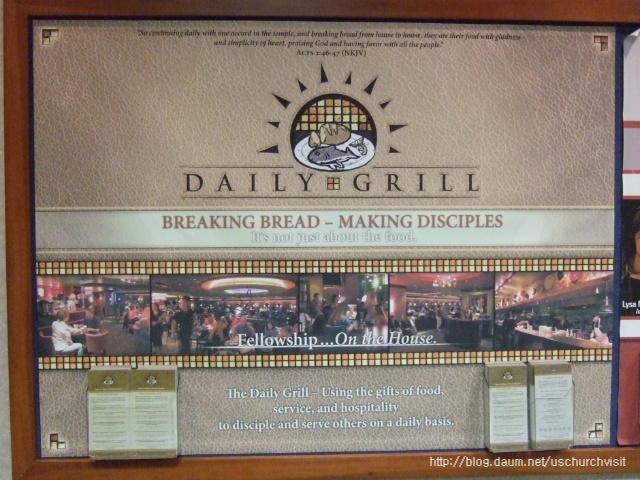 "So continuing daily with one accord in the temple, and breaking bread from house to house, they ate their food with gladness
and simplicity of heart, praising God and having favor with all the people."
ACTS 2:46-47 (NKJV)
DAILY GRILL
BREAKING BREAD – MAKING DISCIPLES
It's not just about the food.
Fellowship...On the House.
The Daily Grill – Using the gifts of food,
service, and hospitality
to disciple and serve others on a daily basis.
Lysa
http://blog.daum.net/uschurchvisit